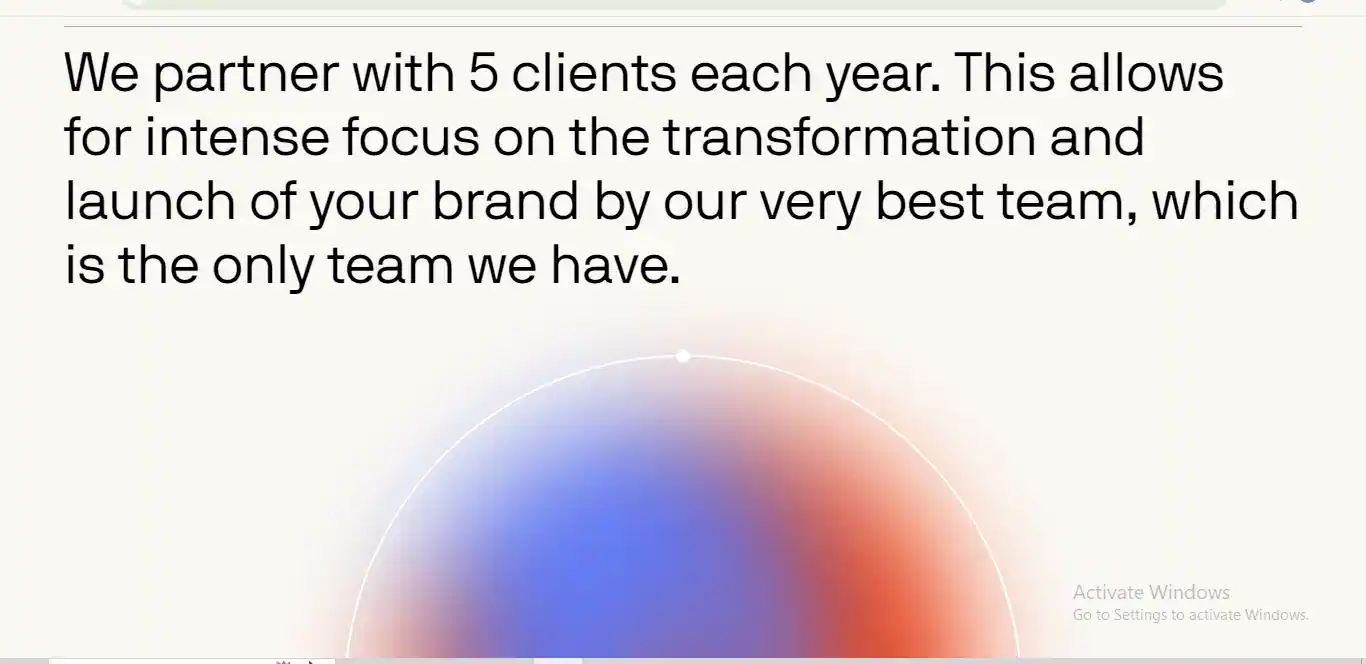 We partner with 5 clients each year. This allows
for intense focus on the transformation and
launch of your brand by our very best team, which
is the only team we have.
Activate Windows
Go to Settings to activate Windows.